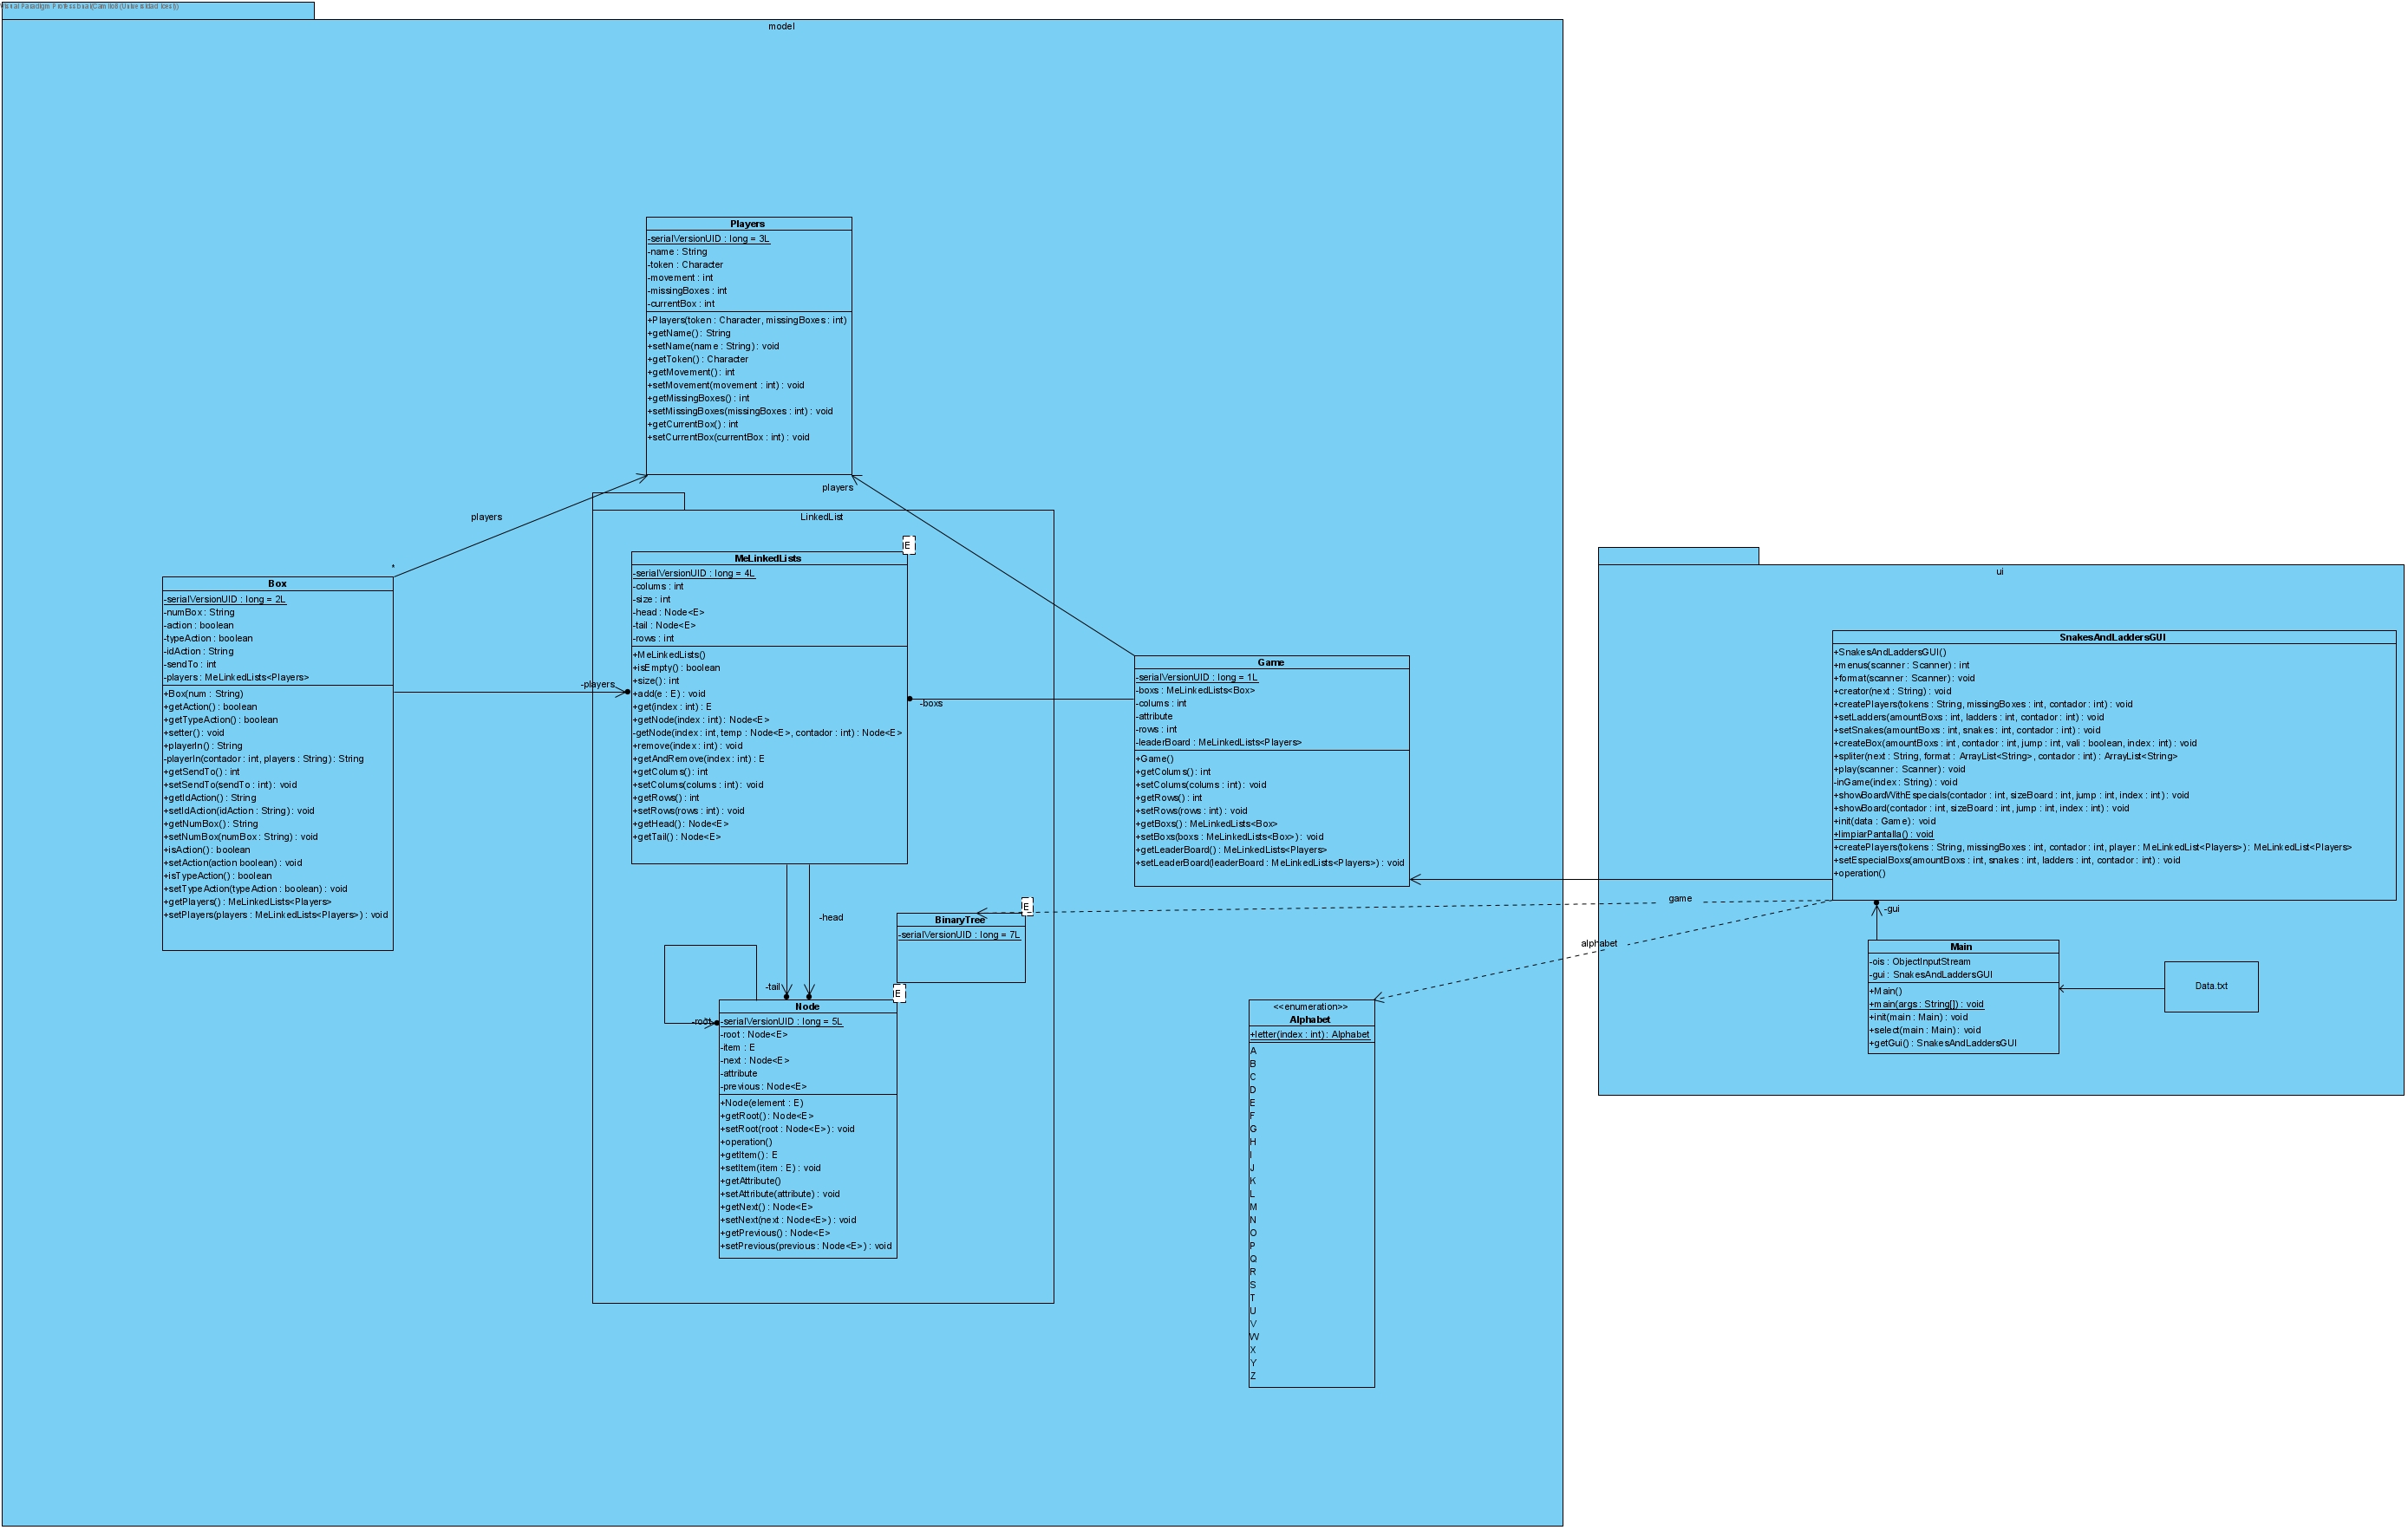 Visual Paradigm Professional(Camilo8 (Universidad Icesi))
model
Players
-serialVersionUID : long = 3L
-name : String
-token : Character
-movement : int
-missingBoxes : int
-currentBox : int
+Players(token : Character, missingBoxes : int)
+getName() : String
+setName(name : String) : void
+getToken() : Character
+getMovement() : int
+setMovement(movement : int) : void
+getMissingBoxes() : int
+setMissingBoxes(missingBoxes : int) : void
+getCurrentBox() : int
+setCurrentBox(currentBox : int) : void
players
players
*
LinkedList
Box
-serialVersionUID : long = 2L
-numBox : String
-action : boolean
-typeAction : boolean
-idAction : String
-sendTo : int
-players : MeLinkedLists<Players>
+Box(num : String)
+getAction() : boolean
+getTypeAction() : boolean
+setter() : void
+playerIn() : String
-playerIn(contador : int, players : String) : String
+getSendTo() : int
+setSendTo(sendTo : int) : void
+getIdAction() : String
+setIdAction(idAction : String) : void
+getNumBox() : String
+setNumBox(numBox : String) : void
+isAction() : boolean
+setAction(action boolean) : void
+isTypeAction() : boolean
+setTypeAction(typeAction : boolean) : void
+getPlayers() : MeLinkedLists<Players>
+setPlayers(players : MeLinkedLists<Players>) : void
-players
E
MeLinkedLists
-serialVersionUID : long = 4L
-colums : int
-size : int
-head : Node<E>
-tail : Node<E>
-rows : int
+MeLinkedLists()
+isEmpty() : boolean
+size() : int
+add(e : E) : void
+get(index : int) : E
+getNode(index : int) : Node<E>
-getNode(index : int, temp : Node<E>, contador : int) : Node<E>
+remove(index : int) : void
+getAndRemove(index : int) : E
+getColums() : int
+setColums(colums : int) : void
+getRows() : int
+setRows(rows : int) : void
+getHead() : Node<E>
+getTail() : Node<E>
-boxs
Game
-serialVersionUID : long = 1L
-boxs : MeLinkedLists<Box>
-colums : int
-attribute
-rows : int
-leaderBoard : MeLinkedLists<Players>
+Game()
+getColums() : int
+setColums(colums : int) : void
+getRows() : int
+setRows(rows : int) : void
+getBoxs() : MeLinkedLists<Box>
+setBoxs(boxs : MeLinkedLists<Box>) : void
+getLeaderBoard() : MeLinkedLists<Players>
+setLeaderBoard(leaderBoard : MeLinkedLists<Players>) : void
-head
-tail
E
BinaryTree
-serialVersionUID : long = 7L
-root
E
Node
-serialVersionUID : long = 5L
-root : Node<E>
-item : E
-next : Node<E>
-attribute
-previous : Node<E>
+Node(element : E)
+getRoot() : Node<E>
+setRoot(root : Node<E>) : void
+operation()
+getItem() : E
+setItem(item : E) : void
+getAttribute()
+setAttribute(attribute) : void
+getNext() : Node<E>
+setNext(next : Node<E>) : void
+getPrevious() : Node<E>
+setPrevious(previous : Node<E>) : void
<<enumeration>>
Alphabet
+letter(index : int) : Alphabet
A
B
C
D
E
F
G
H
I
J
K
L
M
N
O
P
Q
R
S
T
U
V
W
X
Y
Z
game
alphabet
ui
SnakesAndLaddersGUI
+SnakesAndLaddersGUI()
+menus(scanner : Scanner) : int
+format(scanner : Scanner) : void
+creator(next : String) : void
+createPlayers(tokens : String, missingBoxes : int, contador : int) : void
+setLadders(amountBoxs : int, ladders : int, contador : int) : void
+setSnakes(amountBoxs : int, snakes : int, contador : int) : void
+createBox(amountBoxs : int, contador : int, jump : int, vali : boolean, index : int) : void
+spliter(next : String, format : ArrayList<String>, contador : int) : ArrayList<String>
+play(scanner : Scanner) : void
-inGame(index : String) : void
+showBoardWithEspecials(contador : int, sizeBoard : int, jump : int, index : int) : void
+showBoard(contador : int, sizeBoard : int, jump : int, index : int) : void
+init(data : Game) : void
+limpiarPantalla() : void
+createPlayers(tokens : String, missingBoxes : int, contador : int, player : MeLinkedList<Players>) : MeLinkedList<Players>
+setEspecialBoxs(amountBoxs : int, snakes : int, ladders : int, contador : int) : void
+operation()
-gui
Main
-ois : ObjectInputStream
-gui : SnakesAndLaddersGUI
+Main()
+main(args : String[]) : void
+init(main : Main) : void
+select(main : Main) : void
+getGui() : SnakesAndLaddersGUI
Data.txt